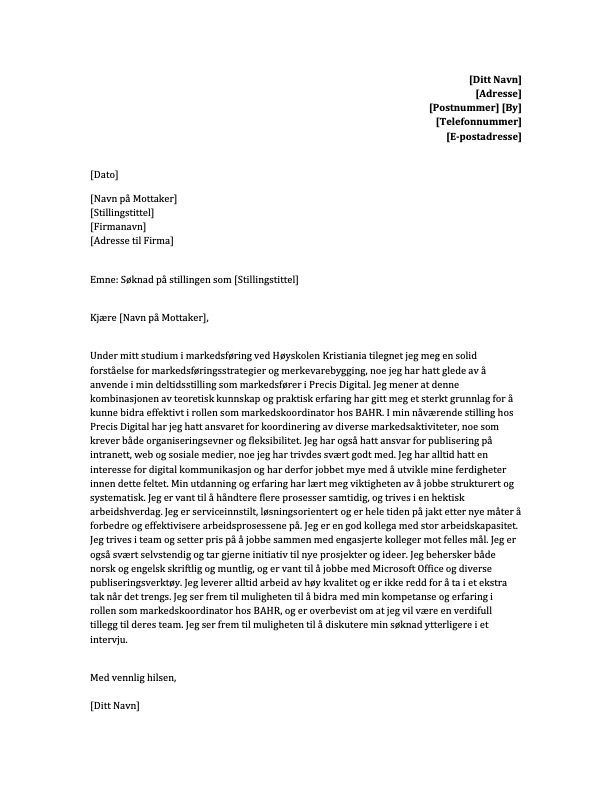 [Ditt Navn]
[Adresse]
[Postnummer] [By]
[Telefonnummer]
[E-postadresse]
[Dato]
[Navn på Mottaker]
[Stillingstittel]
[Firmanavn]
[Adresse til Firma]
Emne: Søknad på stillingen som [Stillingstittel]
Kjære [Navn på Mottaker],
Under mitt studium i markedsføring ved Høyskolen Kristiania tilegnet jeg meg en solid
forståelse for markedsføringsstrategier og merkevarebygging, noe jeg har hatt glede av å
anvende i min deltidsstilling som markedsfører i Precis Digital. Jeg mener at denne
kombinasjonen av teoretisk kunnskap og praktisk erfaring har gitt meg et sterkt grunnlag for å
kunne bidra effektivt i rollen som markedskoordinator hos BAHR. I min nåværende stilling hos
Precis Digital har jeg hatt ansvaret for koordinering av diverse markedsaktiviteter, noe som
krever både organiseringsevner og fleksibilitet. Jeg har også hatt ansvar for publisering på
intranett, web og sosiale medier, noe jeg har trivdes svært godt med. Jeg har alltid hatt en
interesse for digital kommunikasjon og har derfor jobbet mye med å utvikle mine ferdigheter
innen dette feltet. Min utdanning og erfaring har lært meg viktigheten av å jobbe strukturert og
systematisk. Jeg er vant til å håndtere flere prosesser samtidig, og trives i en hektisk
arbeidshverdag. Jeg er serviceinnstilt, løsningsorientert og er hele tiden på jakt etter nye måter å
forbedre og effektivisere arbeidsprosessene på. Jeg er en god kollega med stor arbeidskapasitet.
Jeg trives i team og setter pris på å jobbe sammen med engasjerte kolleger mot felles mål. Jeg er
også svært selvstendig og tar gjerne initiativ til nye prosjekter og ideer. Jeg behersker både
norsk og engelsk skriftlig og muntlig, og er vant til å jobbe med Microsoft Office og diverse
publiseringsverktøy. Jeg leverer alltid arbeid av høy kvalitet og er ikke redd for å ta i et ekstra
tak når det trengs. Jeg ser frem til muligheten til å bidra med min kompetanse og erfaring i
rollen som markedskoordinator hos BAHR, og er overbevist om at jeg vil være en verdifull
tillegg til deres team. Jeg ser frem til muligheten til å diskutere min søknad ytterligere i et
intervju.
Med vennlig hilsen,
[Ditt Navn]